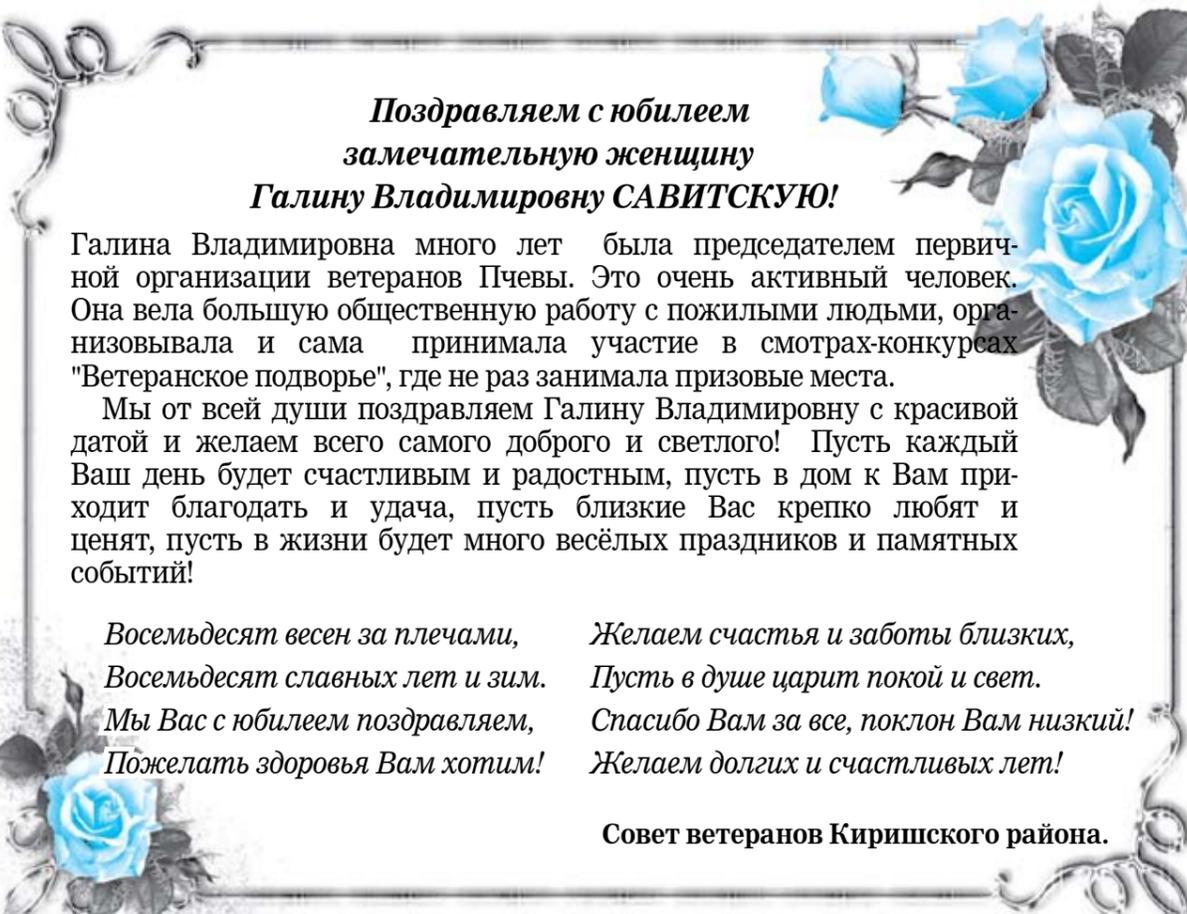 Поздравляем с юбилеем
замечательную женщину
Галину Владимировну САВИТСКУЮ!
Галина Владимировна много лет была председателем первич-
ной организации ветеранов Пчевы. Это очень активный человек.
Она вела большую общественную работу с пожилыми людьми, орга-
низовывала и сама принимала участие в смотрах-конкурсах
"Ветеранское подворье", где не раз занимала призовые места.
Мы от всей души поздравляем Галину Владимировну с красивой
датой и желаем всего самого доброго и светлого! Пусть каждый
Ваш день будет счастливым и радостным, пусть в дом к Вам при-
ходит благодать и удача, пусть близкие Вас крепко любят и
ценят, пусть в жизни будет много весёлых праздников и памятных
событий!
Восемьдесят весен за плечами,
Восемьдесят славных лет и зим.
Мы Вас с юбилеем поздравляем,
Пожелать здоровья Вам хотим!
Желаем счастья и заботы близких,
Пусть в душе царит покой и свет.
Спасибо Вам за все, поклон Вам низкий!
Желаем долгих и счастливых лет!
Совет ветеранов Киришского района.